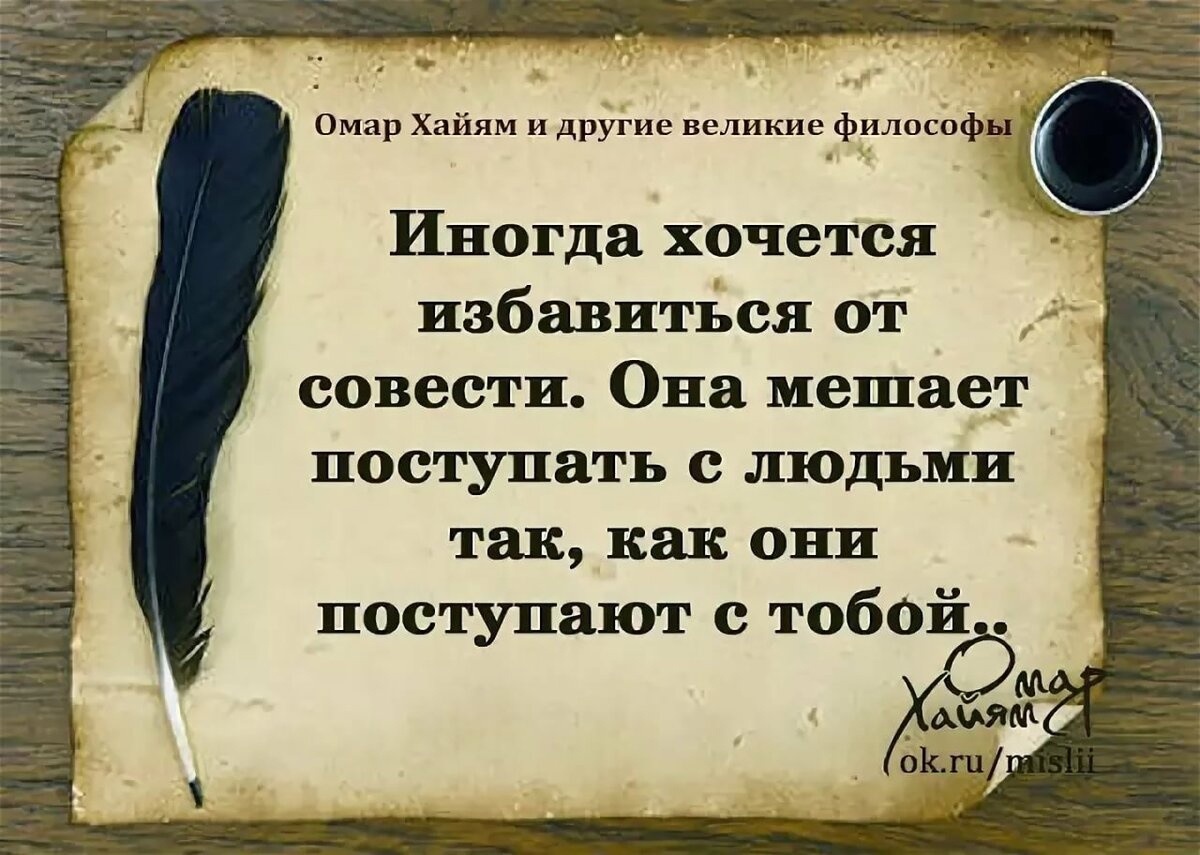 Омар Хайям и другие великие философы
Иногда хочется
избавиться от
совести. Она мешает
поступать с людьми
так, как они
поступают с тобой..
Омар
Хайям
ok.ru/mislii